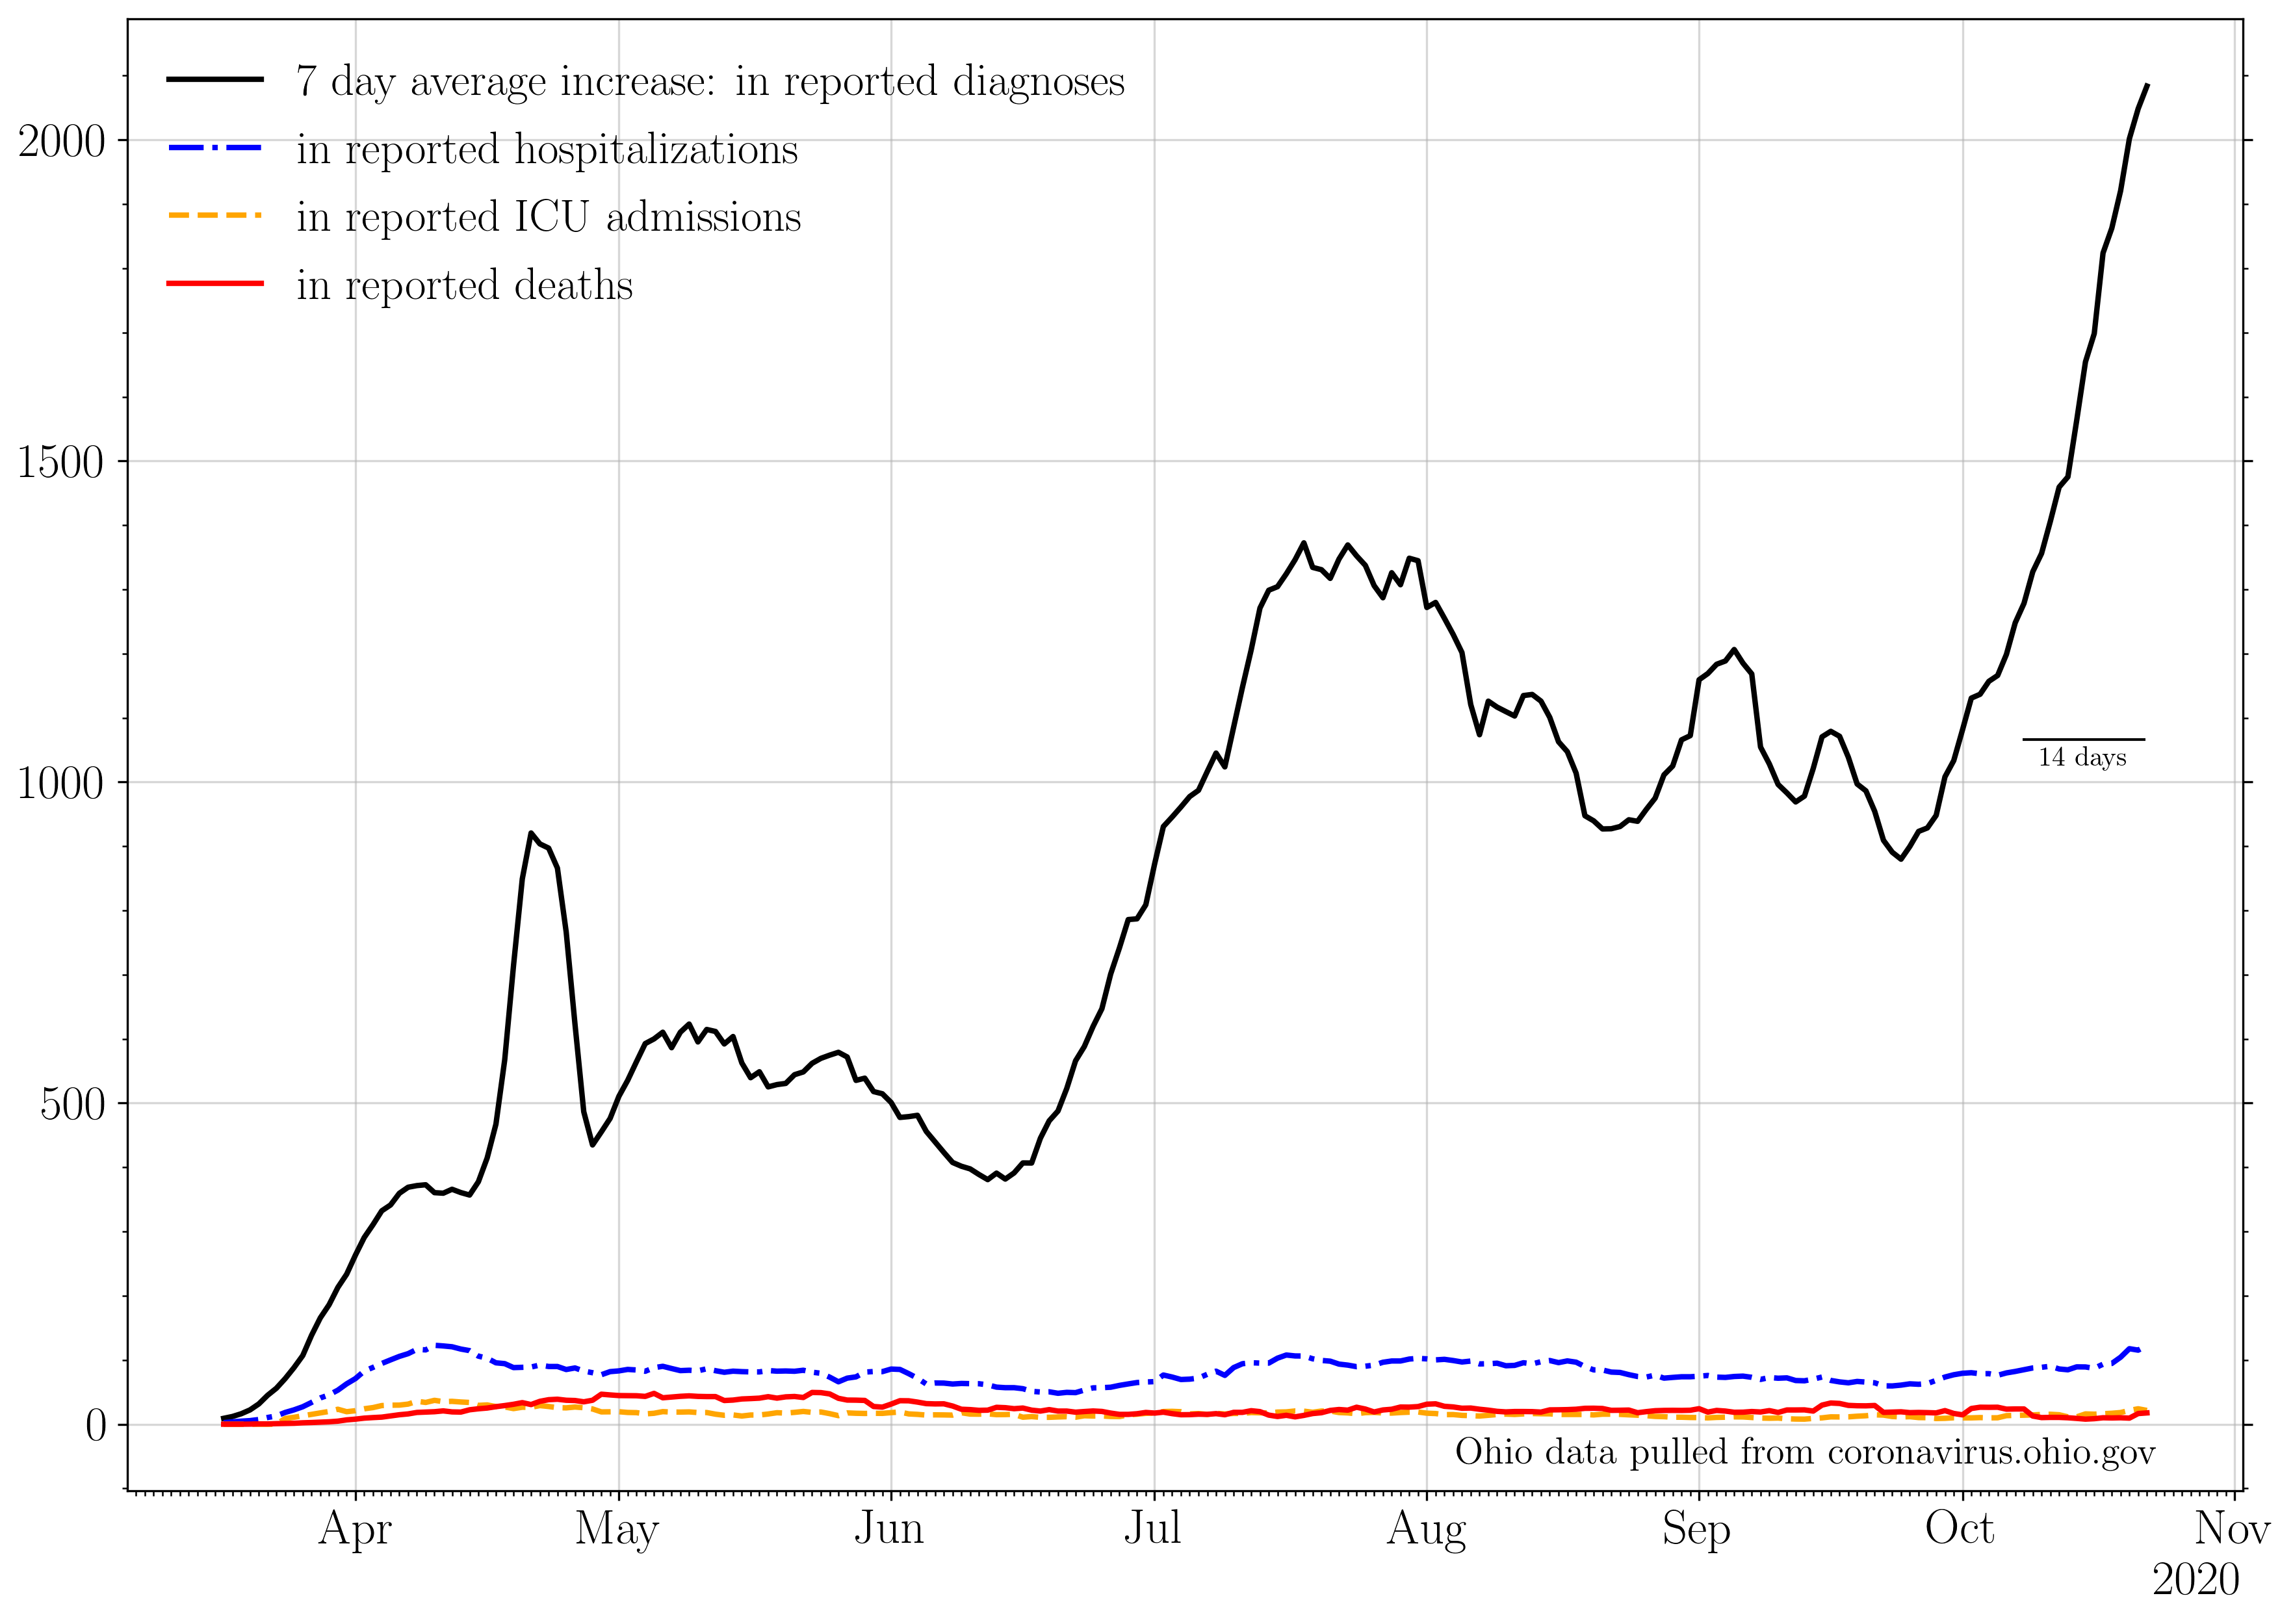 7 day average increase: in reported diagnoses
in reported hospitalizations
in reported ICU admissions
in reported deaths
2000
1500
1000
500
0
14 days
Ohio data pulled from coronavirus.ohio.gov
Apr May Jun Jul Aug Sep Oct Nov
2020